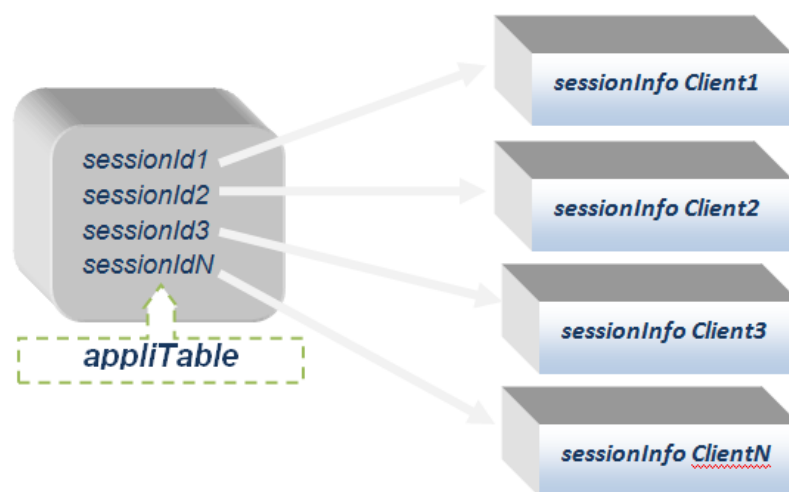 sessionId1
sessionId2
sessionId3
sessionIdN
appliTable
sessionInfo Client1
sessionInfo Client2
sessionInfo Client3
sessionInfo ClientN